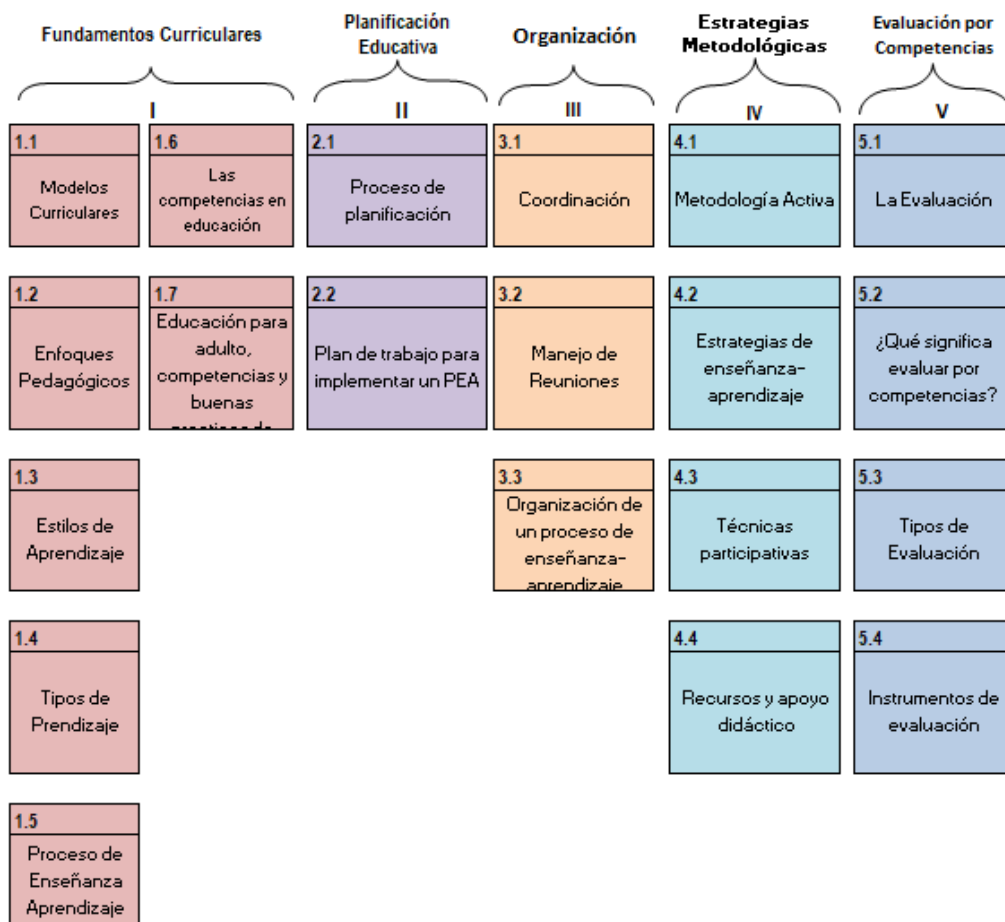 Fundamentos Curriculares
I
1.1
Modelos
Curriculares
1.2
Enfoques
Pedagógicos
1.3
Estilos de
Aprendizaje
1.4
Tipos de
Prendizaje
1.5
Proceso de
Enseñanza
Aprendizaje
1.6
Las
competencias en
educación
1.7
Educación para
adulto,
competencias y
buenas
Planificación
Educativa
II
2.1
Proceso de
planificación
2.2
Plan de trabajo para
implementar un PEA
Organización
III
3.1
Coordinación
3.2
Manejo de
Reuniones
3.3
Organización de
un proceso de
enseñanza-
aprendizaje
Estrategias
Metodológicas
IV
4.1
Metodología Activa
4.2
Estrategias de
enseñanza-
aprendizaje
4.3
Técnicas
participativas
4.4
Recursos y apoyo
didáctico
Evaluación por
Competencias
V
5.1
La Evaluación
5.2
¿Qué significa
evaluar por
competencias?
5.3
Tipos de
Evaluación
5.4
Instrumentos de
evaluación